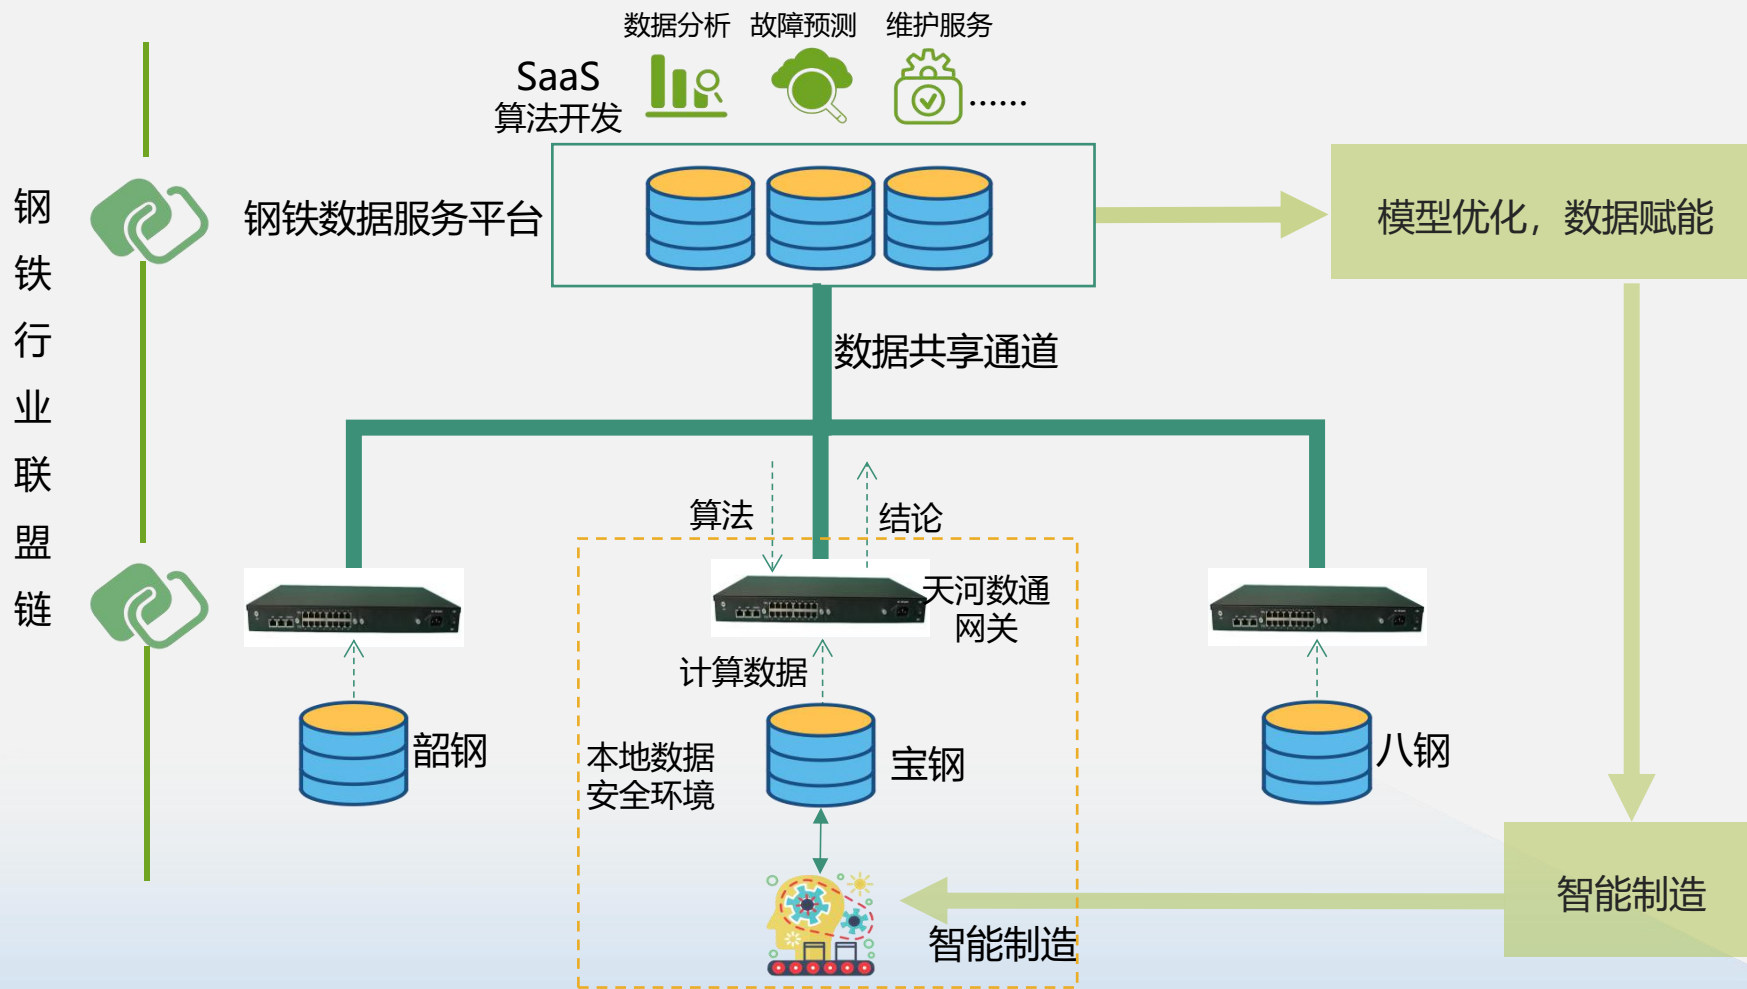 数据分析 故障预测 维护服务
SaaS
算法开发
......
钢铁行业联盟链
钢铁数据服务平台
模型优化，数据赋能
数据共享通道
算法
结论
天河数通
网关
计算数据
韶钢
本地数据
安全环境
宝钢
八钢
智能制造
智能制造